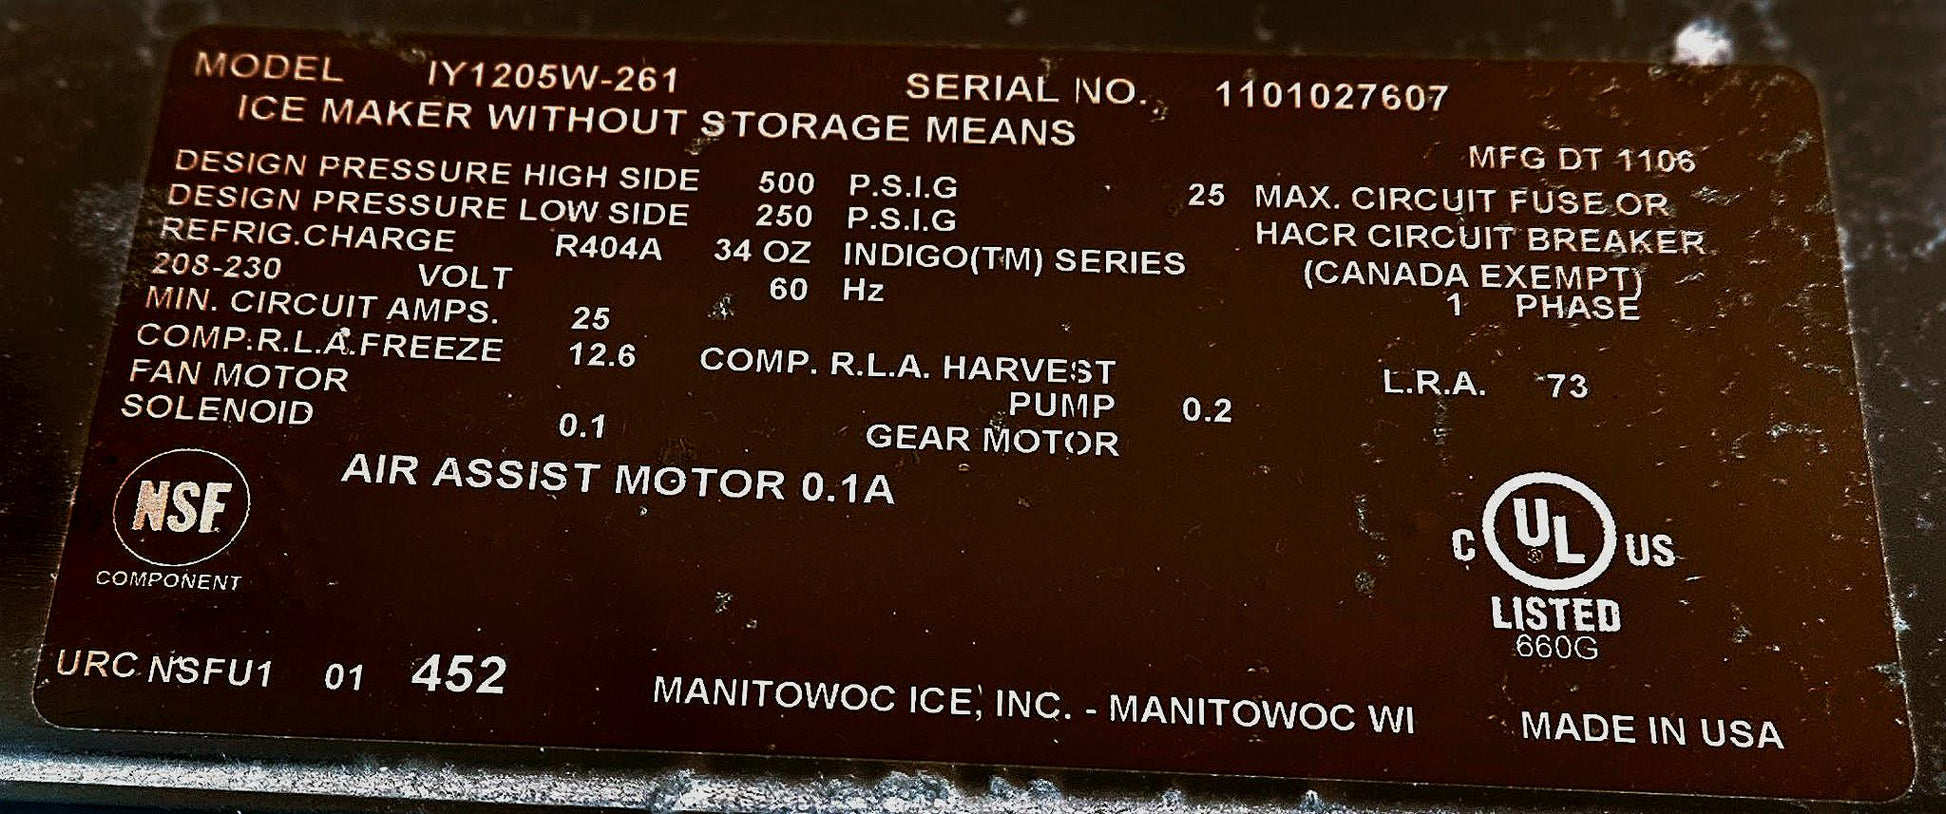 MODEL IY1205W-261 SERIAL NO. 1101027607
ICE MAKER WITHOUT STORAGE MEANS
MFG DT 1106
DESIGN PRESSURE HIGH SIDE 500 P.S.I.G 25 MAX. CIRCUIT FUSE OR
DESIGN PRESSURE LOW SIDE 250 P.S.I.G HACR CIRCUIT BREAKER
REFRIG.CHARGE R404A 34 OZ INDIGO(TM) SERIES (CANADA EXEMPT)
208-230 VOLT 60 Hz 1 PHASE
MIN. CIRCUIT AMPS. 25
COMP.R.L.A.FREEZE 12.6 COMP. R.L.A. HARVEST L.R.A. 73
FAN MOTOR PUMP 0.2
SOLENOID 0.1 GEAR MOTOR
AIR ASSIST MOTOR 0.1A
NSF
COMPONENT
C UL US
®
LISTED
660G
URC NSFU1 01 452
MANITOWOC ICE, INC. - MANITOWOC WI MADE IN USA